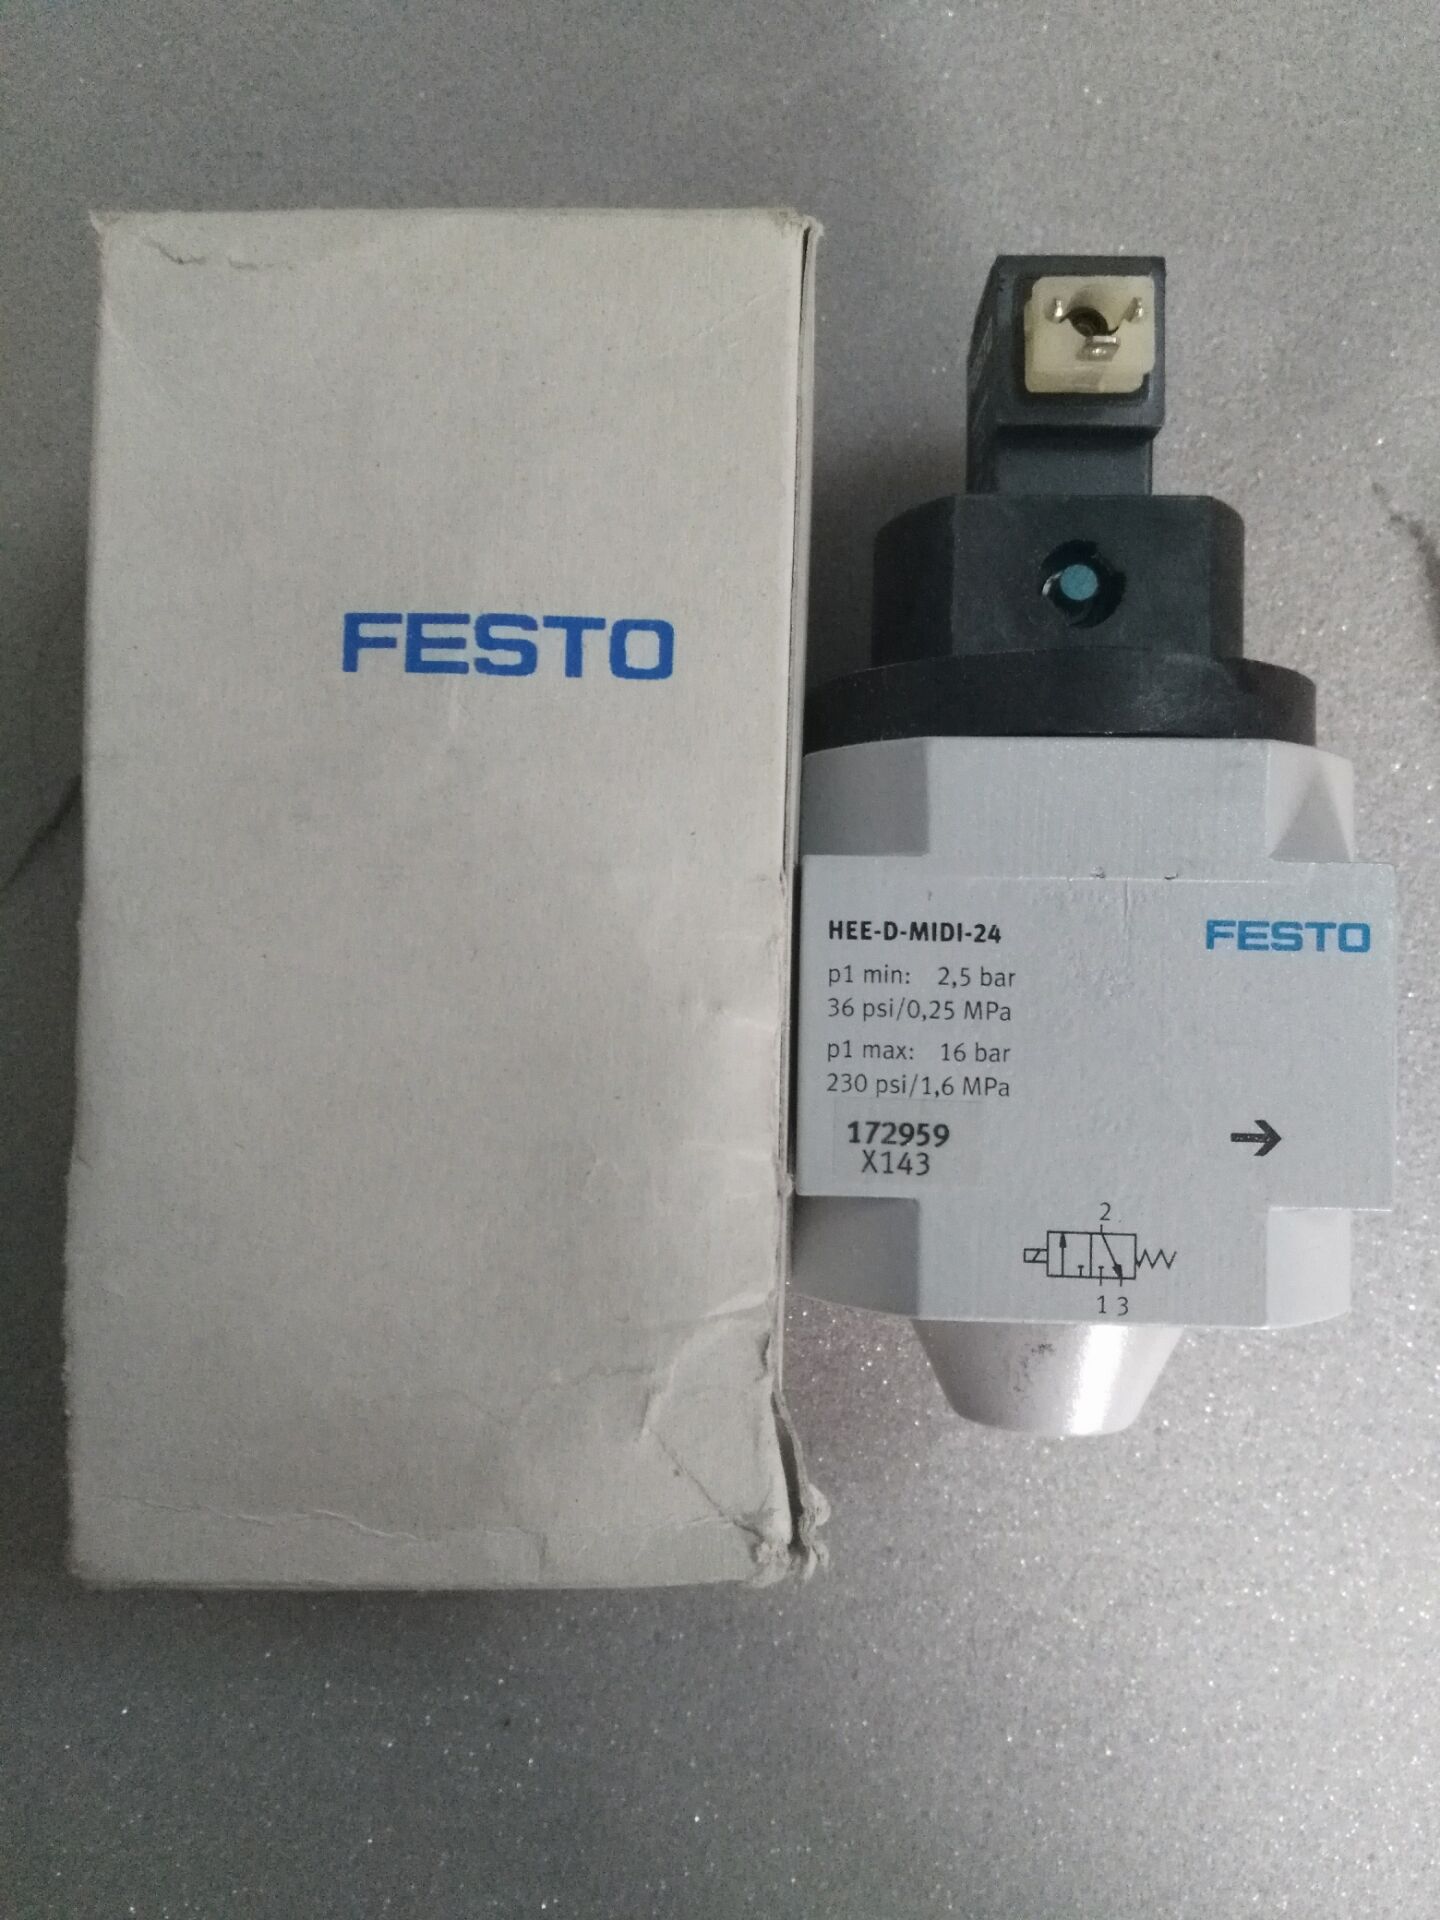 FESTO
HEE-D-MIDI-24
FESTO
p1 min: 2,5 bar
36 psi/0,25 MPa
p1 max: 16 bar
230 psi/1,6 MPa
172959
X143
2
1 3